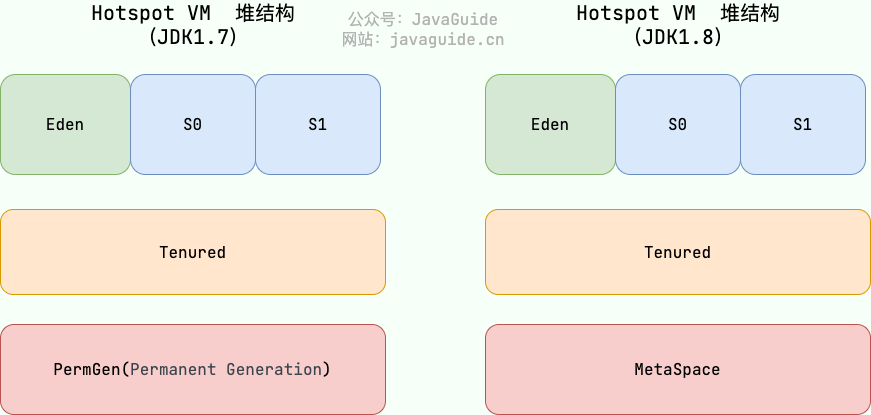 Hotspot VM 堆结构
（JDK1.7）
公众号：JavaGuide
网站：javaguide.cn
Hotspot VM 堆结构
（JDK1.8）
Eden
S0
S1
Eden
S0
S1
Tenured
Tenured
PermGen(Permanent Generation)
MetaSpace